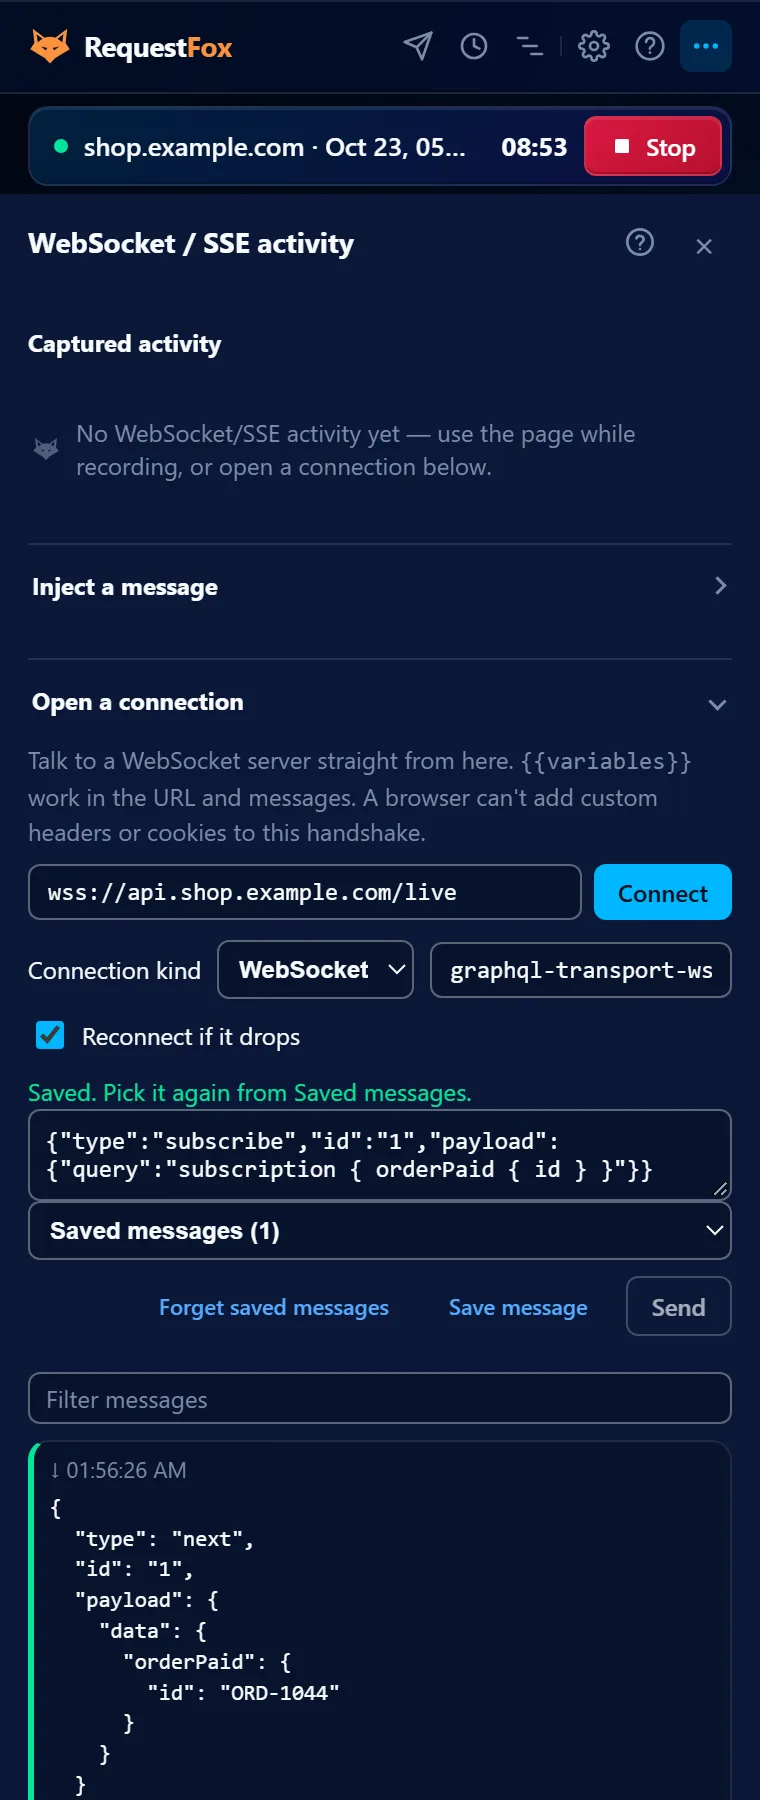 RequestFox
shop.example.com · Oct 23, 05... 08:53 Stop
WebSocket / SSE activity
Captured activity
No WebSocket/SSE activity yet — use the page while
recording, or open a connection below.
Inject a message
Open a connection
Talk to a WebSocket server straight from here. {{variables}}
work in the URL and messages. A browser can't add custom
headers or cookies to this handshake.
wss://api.shop.example.com/live Connect
Connection kind WebSocket graphql-transport-ws
Reconnect if it drops
Saved. Pick it again from Saved messages.
{"type":"subscribe","id":"1","payload":
{"query":"subscription { orderPaid { id } }"}}
Saved messages (1)
Forget saved messages Save message Send
Filter messages
↓ 01:56:26 AM
{
"type": "next",
"id": "1",
"payload": {
"data": {
"orderPaid": {
"id": "ORD-1044"
}
}
}